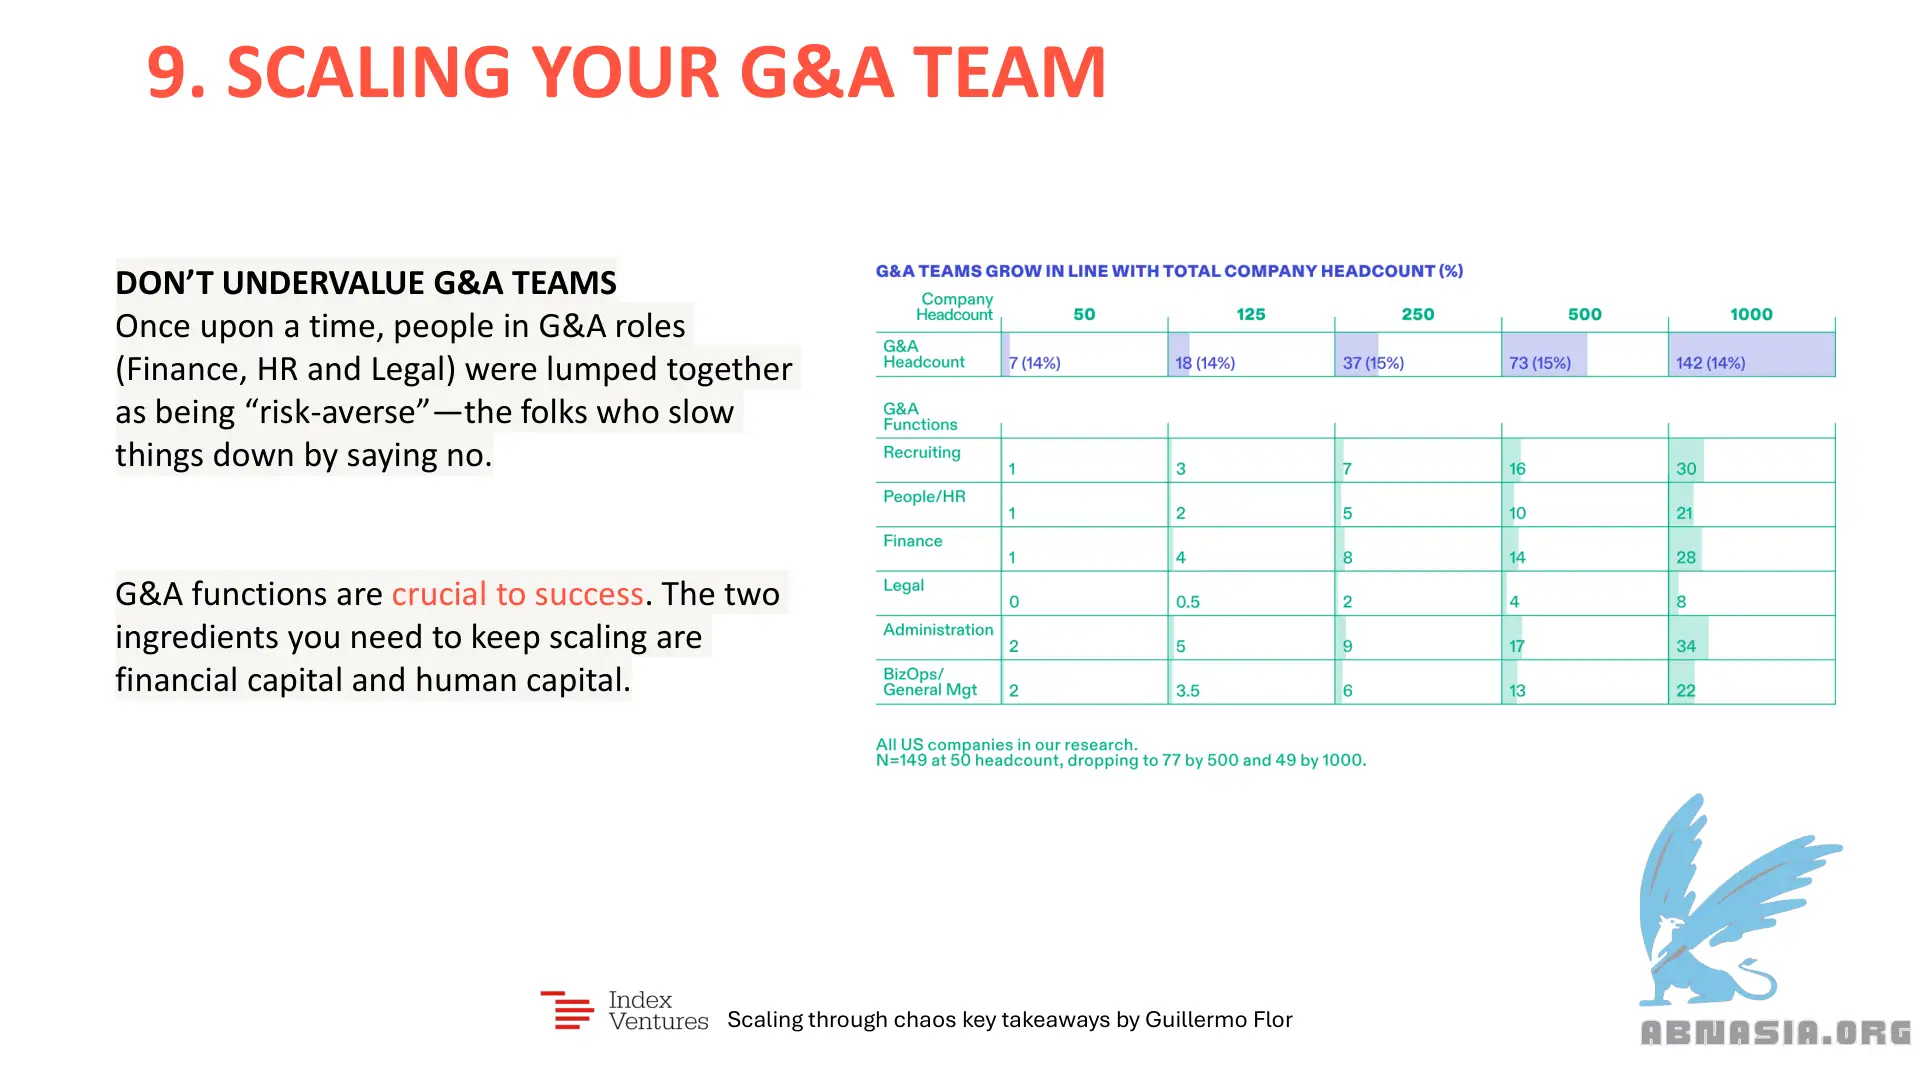 9. SCALING YOUR G&A TEAM
DON’T UNDERVALUE G&A TEAMS
Once upon a time, people in G&A roles
(Finance, HR and Legal) were lumped together
as being “risk-averse”—the folks who slow
things down by saying no.
G&A functions are crucial to success. The two
ingredients you need to keep scaling are
financial capital and human capital.
G&A TEAMS GROW IN LINE WITH TOTAL COMPANY HEADCOUNT (%)
Company
Headcount 50 125 250 500 1000
G&A
Headcount 7 (14%) 18 (14%) 37 (15%) 73 (15%) 142 (14%)
G&A
Functions
Recruiting 1 3 7 16 30
People/HR 1 2 5 10 21
Finance 1 4 8 14 28
Legal 0 0.5 2 4 8
Administration 2 5 9 17 34
BizOps/
General Mgt 2 3.5 6 13 22
All US companies in our research.
N=149 at 50 headcount, dropping to 77 by 500 and 49 by 1000.
Index
Ventures
Scaling through chaos key takeaways by Guillermo Flor
ABNASIA.ORG